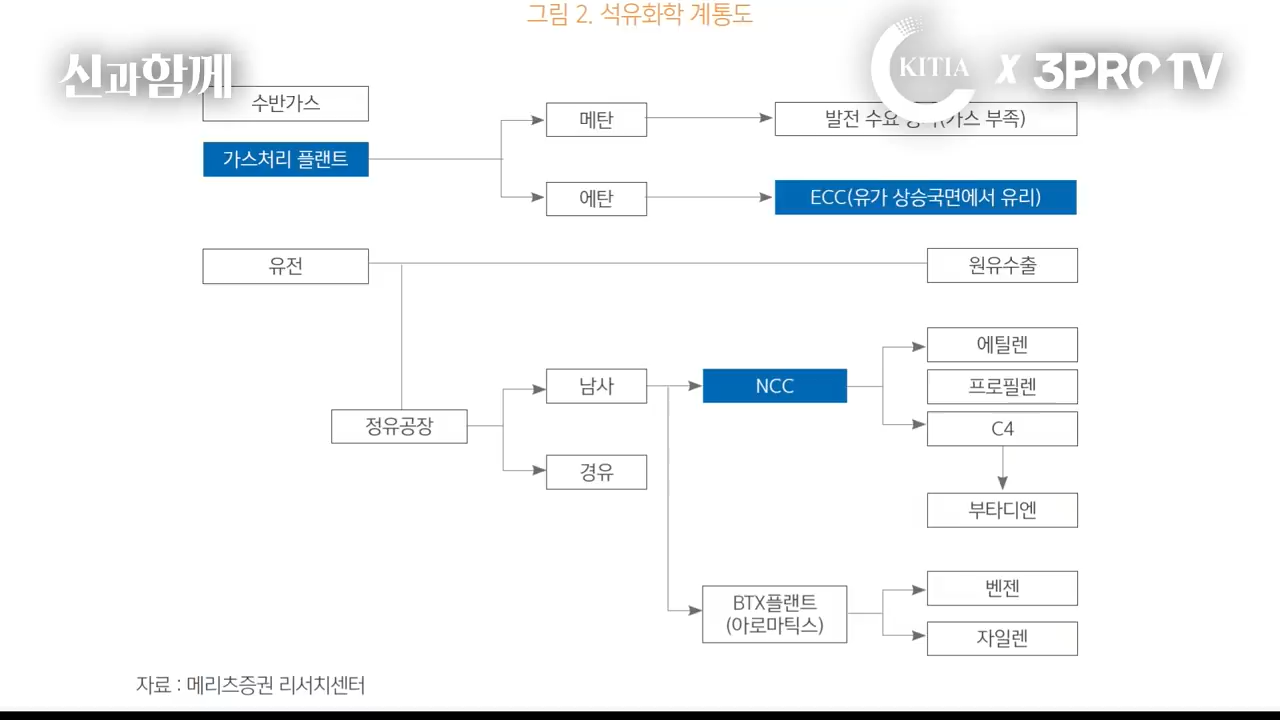 그림 2. 석유화학 계통도
신과함께
KITIA x 3PROTV
수반가스
가스처리 플랜트
메탄
발전 수요 (가스 부족)
에탄
ECC(유가 상승국면에서 유리)
유전
원유수출
정유공장
남사
경유
NCC
에틸렌
프로필렌
C4
부타디엔
BTX플랜트
(아로마틱스)
벤젠
자일렌
자료 : 메리츠증권 리서치센터